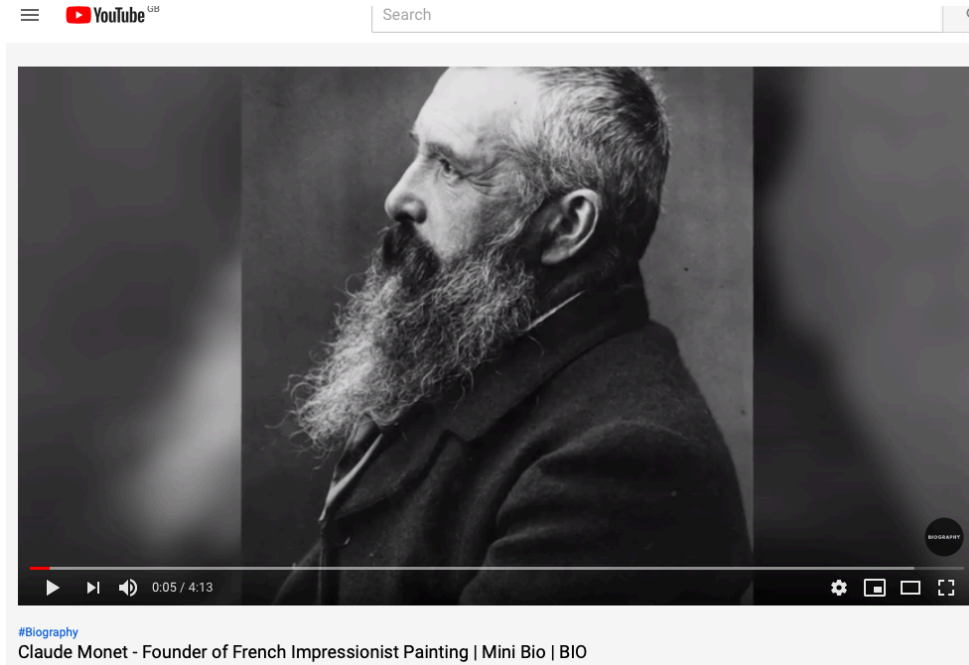 YouTube GB
Search
BIOGRAPHY
0:05 / 4:13
#Biography
Claude Monet - Founder of French Impressionist Painting | Mini Bio | BIO